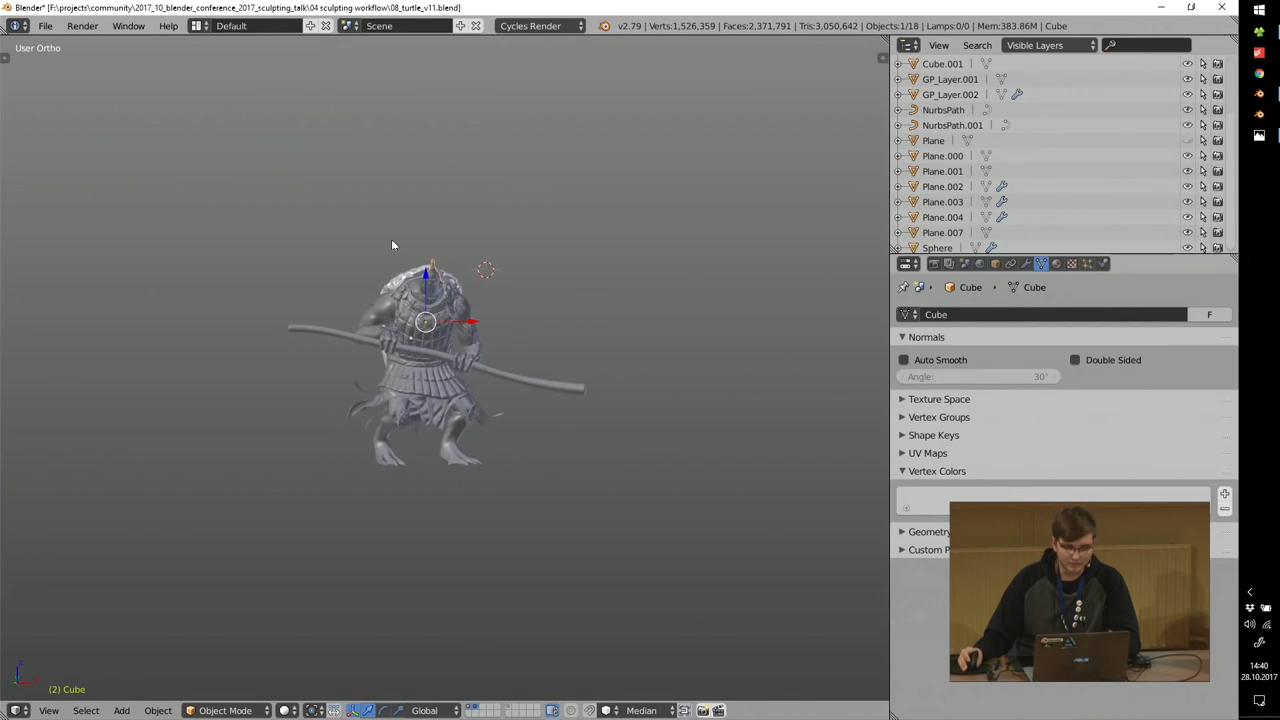 Blender* [F:\projects\community\2017_10_blender_conference_2017_sculpting_talk\04 sculpting workflow\08_turtle_v11.blend]
File Render Window Help Default Scene Cycles Render v2.79 | Verts:1,526,359 | Faces:2,371,791 | Tris:3,050,642 | Objects:1/18 | Lamps:0/0 | Mem:383.86M | Cube
User Ortho
View Search Visible Layers
Cube.001
GP_Layer.001
GP_Layer.002
NurbsPath
NurbsPath.001
Plane
Plane.000
Plane.001
Plane.002
Plane.003
Plane.004
Plane.007
Sphere
Cube Cube
Cube F
Normals
Auto Smooth Double Sided
Angle: 30°
Texture Space
Vertex Groups
Shape Keys
UV Maps
Vertex Colors
Geometry
Custom P
ASUS
(2) Cube
View Select Add Object Object Mode Global Median
14:40
28.10.2017